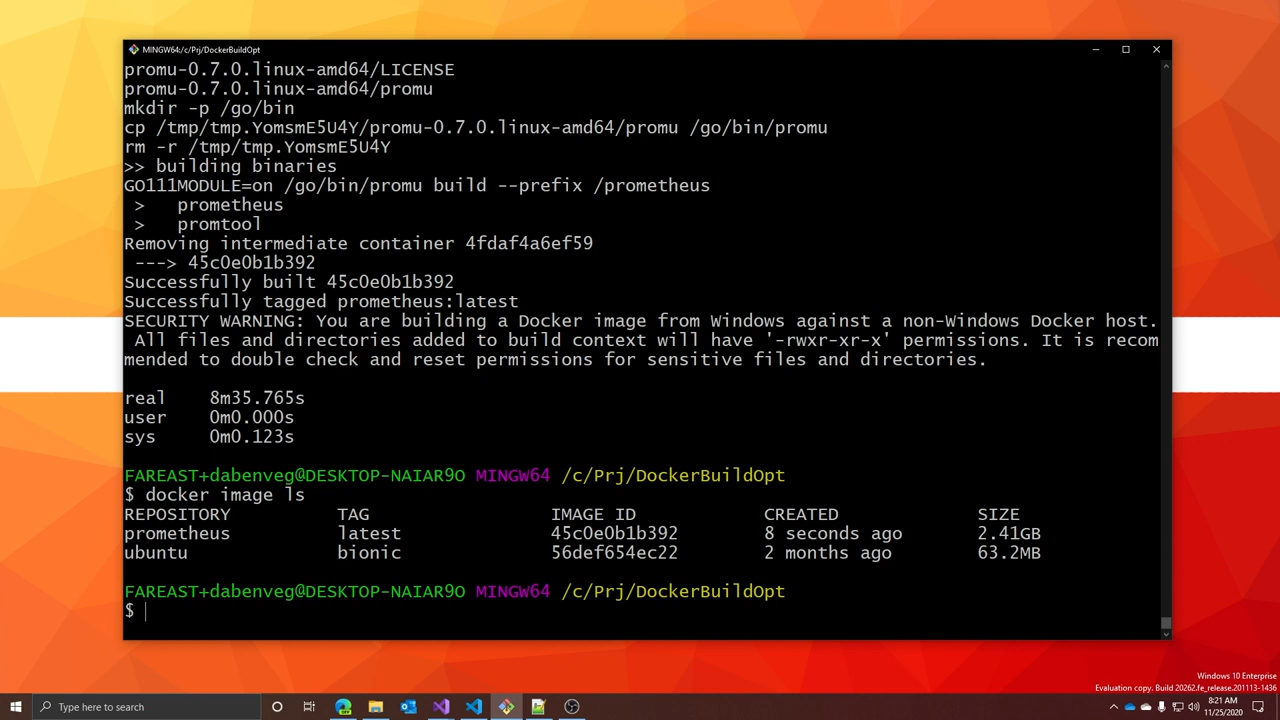 MINGW64:/c/Prj/DockerBuildOpt
promu-0.7.0.linux-amd64/LICENSE
promu-0.7.0.linux-amd64/promu
mkdir -p /go/bin
cp /tmp/tmp.YomsmE5U4Y/promu-0.7.0.linux-amd64/promu /go/bin/promu
rm -r /tmp/tmp.YomsmE5U4Y
>> building binaries
GO111MODULE=on /go/bin/promu build --prefix /prometheus
 >   prometheus
 >   promtool
Removing intermediate container 4fdaf4a6ef59
 ---> 45c0e0b1b392
Successfully built 45c0e0b1b392
Successfully tagged prometheus:latest
SECURITY WARNING: You are building a Docker image from Windows against a non-Windows Docker host.
 All files and directories added to build context will have '-rwxr-xr-x' permissions. It is recom
mended to double check and reset permissions for sensitive files and directories.
real    8m35.765s
user    0m0.000s
sys     0m0.123s
FAREAST+dabenveg@DESKTOP-NAIAR9O MINGW64 /c/Prj/DockerBuildOpt
$ docker image ls
REPOSITORY          TAG                 IMAGE ID            CREATED             SIZE
prometheus          latest              45c0e0b1b392        8 seconds ago       2.41GB
ubuntu              bionic              56def654ec22        2 months ago        63.2MB
FAREAST+dabenveg@DESKTOP-NAIAR9O MINGW64 /c/Prj/DockerBuildOpt
$
Windows 10 Enterprise
Evaluation copy. Build 20262.fe_release.201113-1436
Type here to search
8:21 AM
11/25/2020